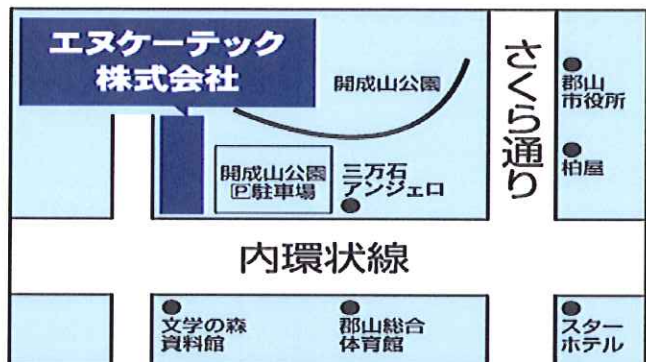 エヌケーテック
株式会社
開成山公園
さくら通り
郡山
市役所
柏屋
開成山公園
P駐車場
三万石
アンジェロ
内環状線
文学の森
資料館
郡山総合
体育館
スター
ホテル